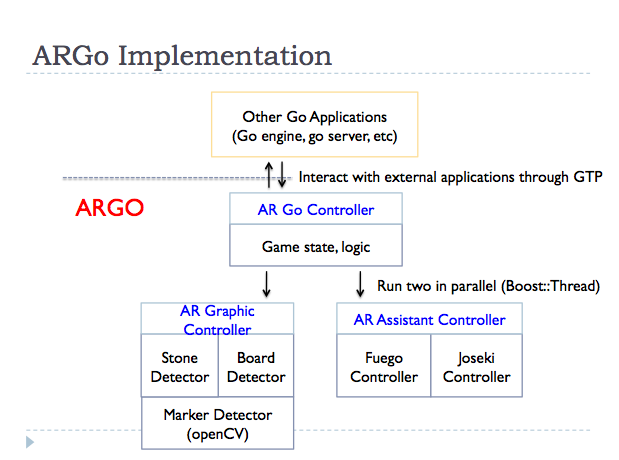 ARGo Implementation
Other Go Applications
(Go engine, go server, etc)
Interact with external applications through GTP
ARGO
AR Go Controller
Game state, logic
Run two in parallel (Boost::Thread)
AR Graphic
Controller
AR Assistant Controller
Stone
Detector
Board
Detector
Fuego
Controller
Joseki
Controller
Marker Detector
(openCV)